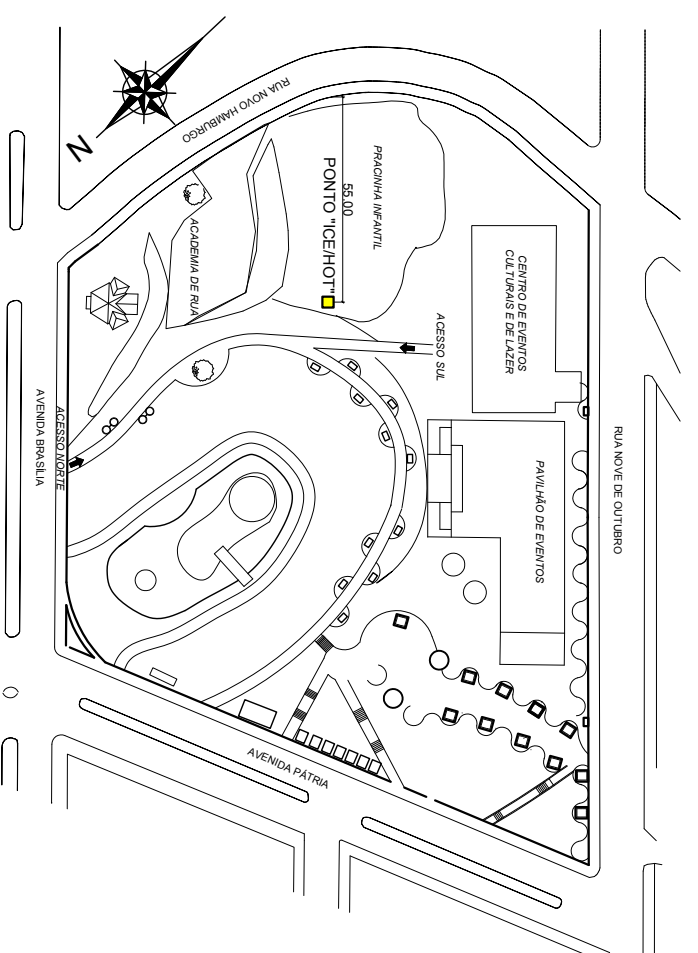 RUA NOVO HAMBURGO
N
PRACINHA INFANTIL
55.00
PONTO "ICE/HOT"
ACADEMIA DE RUA
CENTRO DE EVENTOS
CULTURAIS E DE LAZER
ACESSO SUL
RUA NOVE DE OUTUBRO
PAVILHÃO DE EVENTOS
ACESSO NORTE
AVENIDA BRASÍLIA
AVENIDA PÁTRIA